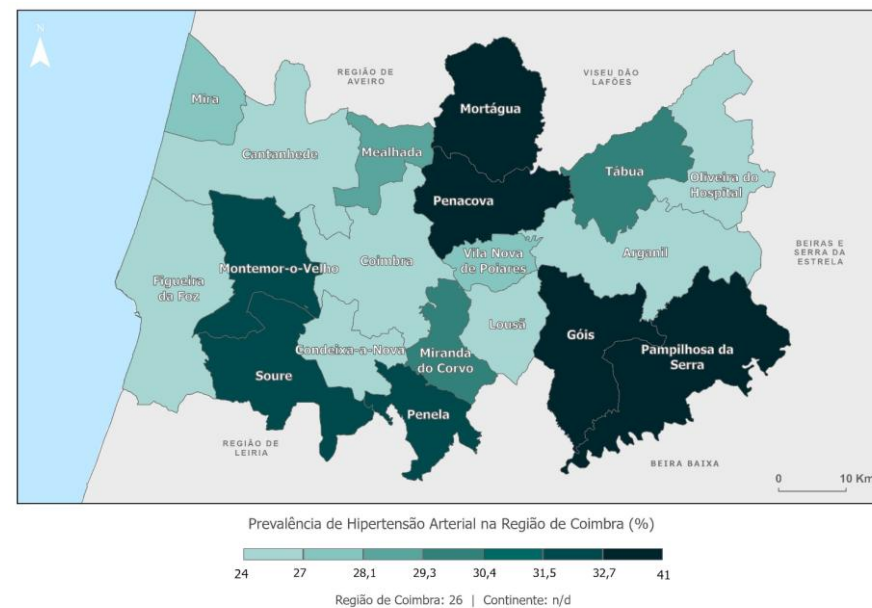 N
REGIÃO DE
AVEIRO
VISEU DÃO
LAFÕES
Mira
Mortágua
Cantanhede
Mealhada
Tábua
Oliveira do
Hospital
Penacova
Vila Nova
de Poiares
Arganil
BEIRAS E
SERRA DA
ESTRELA
Coimbra
Montemor-o-Velho
Figueira
da Foz
Lousã
Góis
Condeixa-a-Nova
Miranda
do Corvo
Pampilhosa da
Serra
Soure
Penela
REGIÃO DE
LEIRIA
BEIRA BAIXA
0 10 Km
Prevalência de Hipertensão Arterial na Região de Coimbra (%)
24 27 28,1 29,3 30,4 31,5 32,7 41
Região de Coimbra: 26 | Continente: n/d